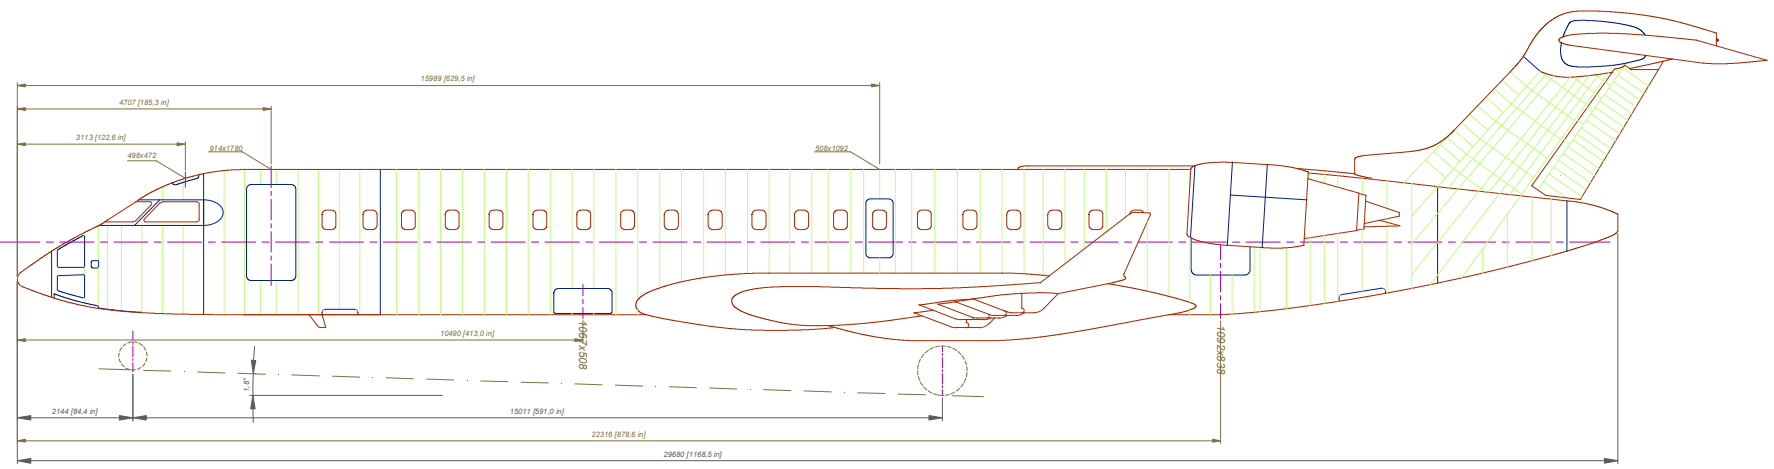 15989 [629,5 in]
4707 [185,3 in]
3113 [122,6 in]
498x472
914x1780
508x1092
10490 [413,0 in]
1067x508
1092x838
1,8°
2144 [84,4 in]
15011 [591,0 in]
22316 [878,6 in]
29680 [1168,5 in]